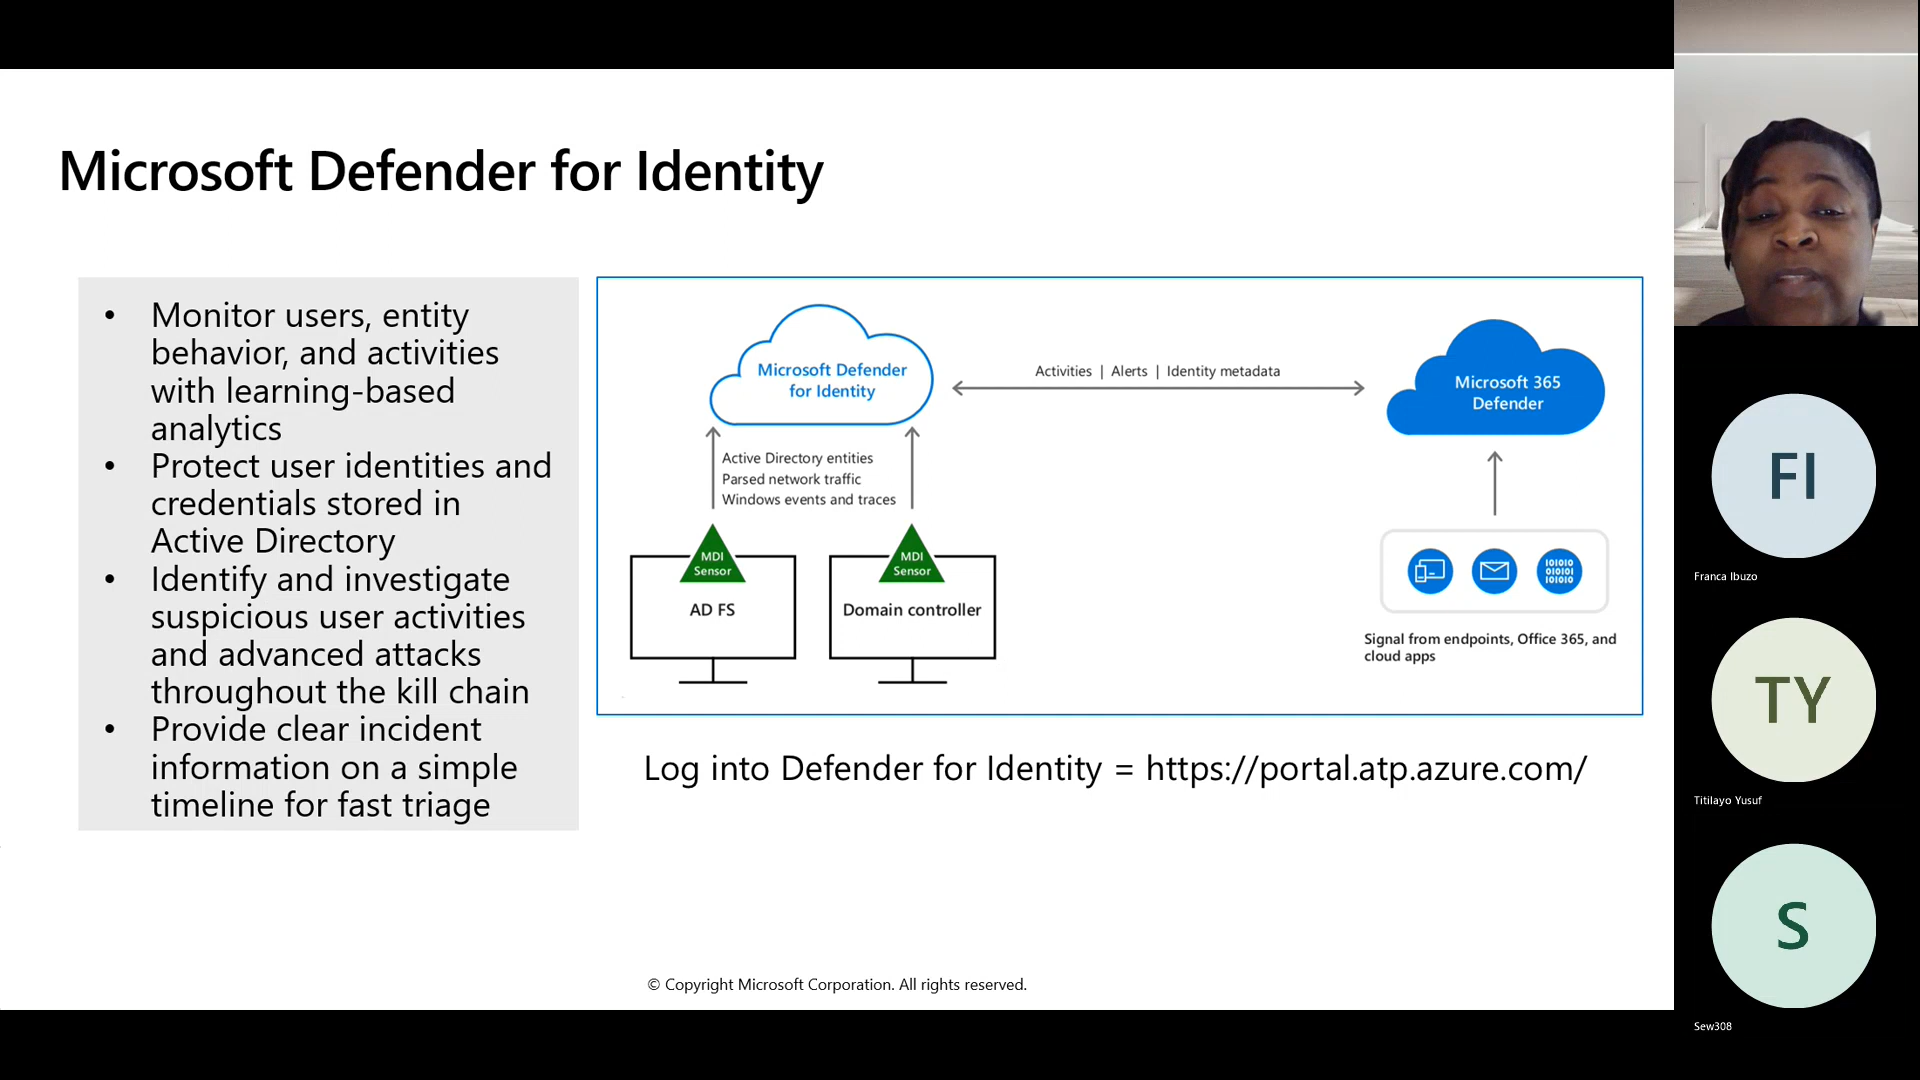 Microsoft Defender for Identity
• Monitor users, entity
behavior, and activities
with learning-based
analytics
• Protect user identities and
credentials stored in
Active Directory
• Identify and investigate
suspicious user activities
and advanced attacks
throughout the kill chain
• Provide clear incident
information on a simple
timeline for fast triage
Microsoft Defender
for Identity
Activities | Alerts | Identity metadata
Microsoft 365
Defender
Active Directory entities
Parsed network traffic
Windows events and traces
MDI
Sensor
AD FS
MDI
Sensor
Domain controller
IOIOIO
OIOIOI
IOIOIO
Signal from endpoints, Office 365, and
cloud apps
Log into Defender for Identity = https://portal.atp.azure.com/
© Copyright Microsoft Corporation. All rights reserved.
FI
Franca Ibuzo
TY
Titilayo Yusuf
S
Sew308